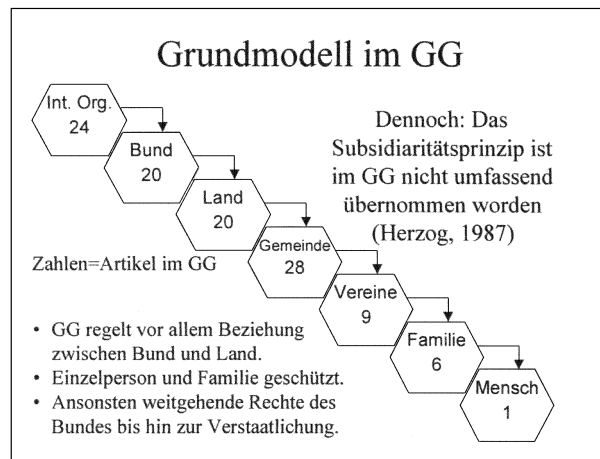 Grundmodell im GG
Int. Org.
24
Bund
20
Land
20
Gemeinde
28
Vereine
9
Familie
6
Mensch
1
Dennoch: Das
Subsidiaritätsprinzip ist
im GG nicht umfassend
übernommen worden
(Herzog, 1987)
Zahlen=Artikel im GG
• GG regelt vor allem Beziehung
zwischen Bund und Land.
• Einzelperson und Familie geschützt.
• Ansonsten weitgehende Rechte des
Bundes bis hin zur Verstaatlichung.